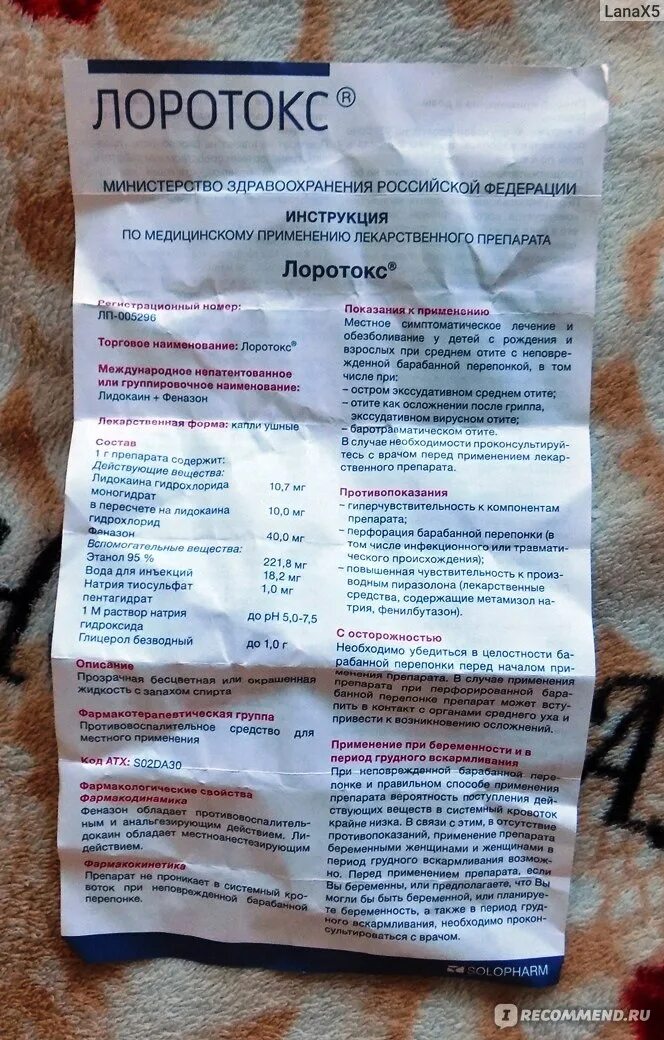 LanaX5
ЛОРОТОКС®
МИНИСТЕРСТВО ЗДРАВООХРАНЕНИЯ РОССИЙСКОЙ ФЕДЕРАЦИИ
ИНСТРУКЦИЯ
ПО МЕДИЦИНСКОМУ ПРИМЕНЕНИЮ ЛЕКАРСТВЕННОГО ПРЕПАРАТА
Лоротокс®
Регистрационный номер:
ЛП-005296
Торговое наименование: Лоротокс®
Международное непатентованное
или группировочное наименование:
Лидокаин + Феназон
Лекарственная форма: капли ушные
Состав
1 г препарата содержит:
Действующие вещества:
Лидокаина гидрохлорида
моногидрат 10,7 мг
в пересчете на лидокаина
гидрохлорид 10,0 мг
Феназон 40,0 мг
Вспомогательные вещества:
Этанол 95 % 221,8 мг
Вода для инъекций 18,2 мг
Натрия тиосульфат 1,0 мг
пентагидрат
1 М раствор натрия
гидроксида до pH 5,0-7,5
Глицерол безводный до 1,0 г
Описание
Прозрачная бесцветная или окрашенная
жидкость с запахом спирта
Фармакотерапевтическая группа
Противовоспалительное средство для
местного применения
Код АТХ: S02DA30
Фармакологические свойства
Фармакодинамика
Феназон обладает противовоспалитель-
ным и анальгезирующим действием. Ли-
докаин обладает местноанестезирующим
действием.
Фармакокинетика
Препарат не проникает в системный кро-
воток при неповрежденной барабанной
перепонке.
Показания к применению
Местное симптоматическое лечение и
обезболивание у детей с рождения и
взрослых при среднем отите с неповреж-
денной барабанной перепонкой, в том
числе при:
– остром экссудативном среднем отите;
– отите как осложнении после гриппа,
экссудативном вирусном отите;
– баротравматическом отите.
В случае необходимости проконсультируй-
тесь с врачом перед применением лекар-
ственного препарата.
Противопоказания
– гиперчувствительность к компонентам
препарата;
– перфорация барабанной перепонки (в
том числе инфекционного или травмати-
ческого происхождения);
– повышенная чувствительность к произ-
водным пиразолона (лекарственные
средства, содержащие метамизол на-
трия, фенилбутазон).
С осторожностью
Необходимо убедиться в целостности ба-
рабанной перепонки перед началом при-
менения препарата. В случае применения
препарата при перфорированной бара-
банной перепонке препарат может всту-
пить в контакт с органами среднего уха и
привести к возникновению осложнений.
Применение при беременности и в
период грудного вскармливания
При неповрежденной барабанной пере-
понке и правильном способе применения
препарата вероятность поступления дей-
ствующих веществ в системный кровоток
крайне низка. В связи с этим, в отсутствие
противопоказаний, применение препарата
беременными женщинами и женщинами в
период грудного вскармливания возмож-
но. Перед применением препарата, если
Вы беременны, или предполагаете, что Вы
могли бы быть беременной, или планируе-
те беременность, а также в период груд-
ного вскармливания, необходимо прокон-
сультироваться с врачом.
SOLOPHARM
IRECOMMEND.RU